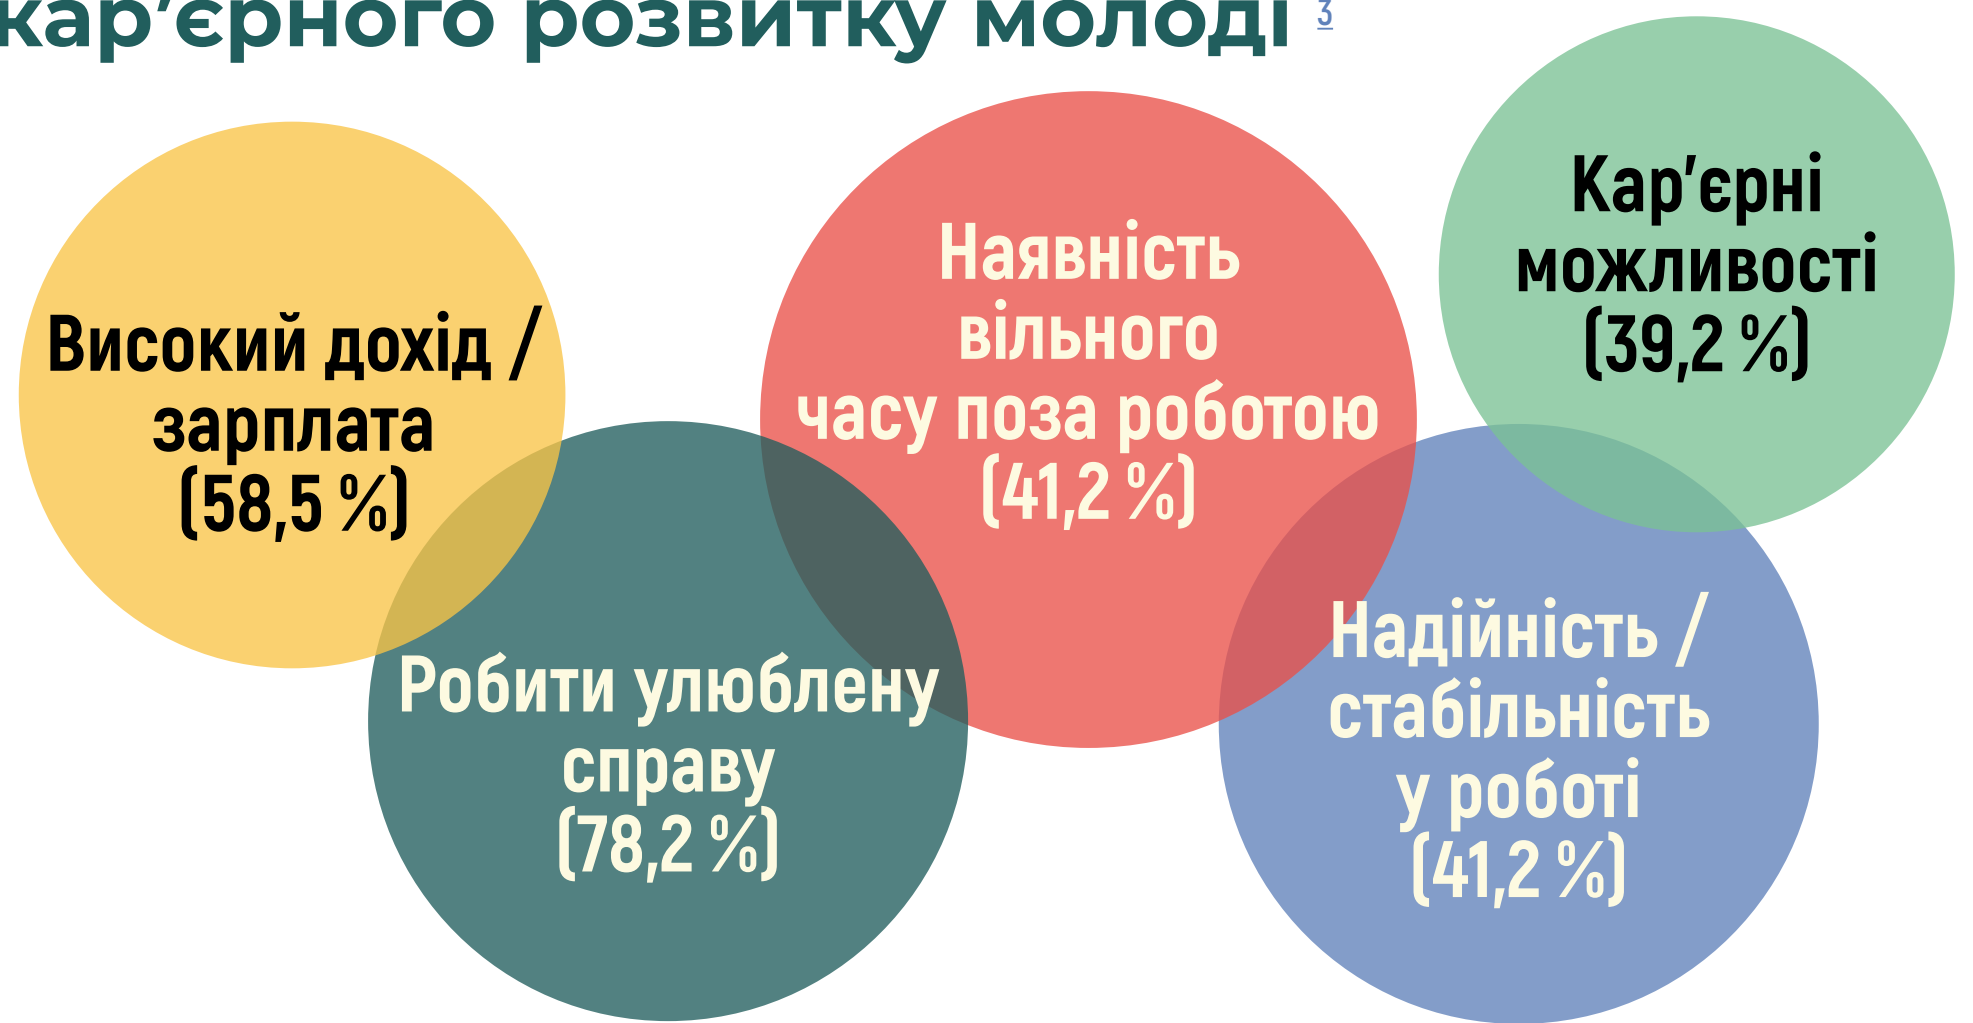 кар'єрного розвитку молоді 3
Високий дохід /
зарплата
(58,5 %)
Робити улюблену
справу
(78,2 %)
Наявність
вільного
часу поза роботою
(41,2 %)
Надійність /
стабільність
у роботі
(41,2 %)
Кар'єрні
можливості
(39,2 %)